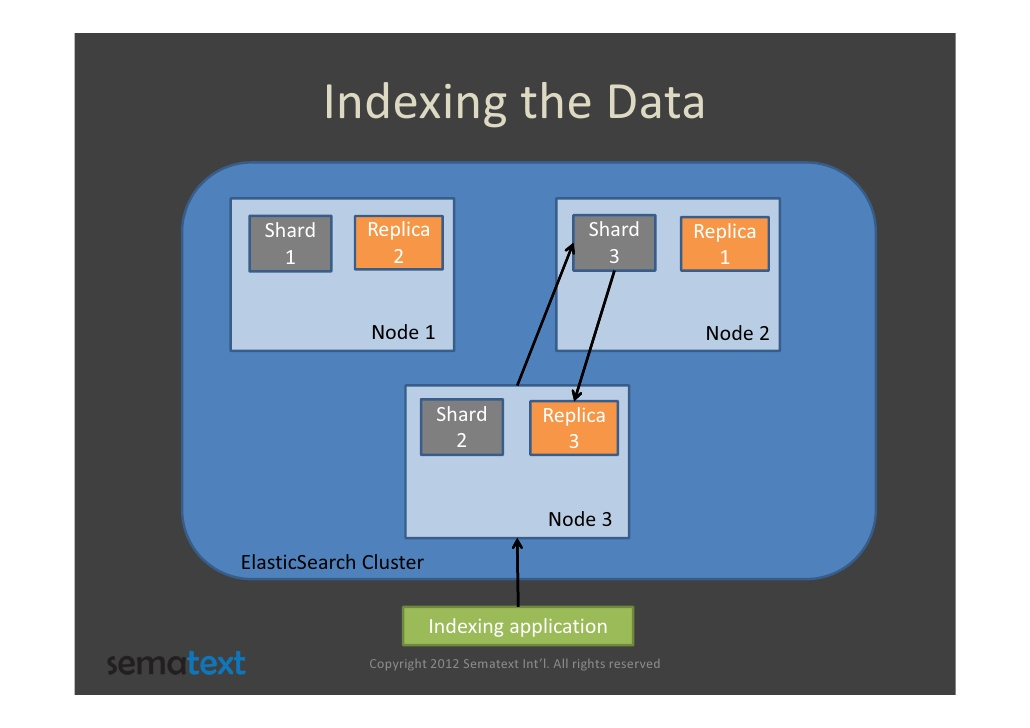 Indexing the Data
Shard
1
Replica
2
Node 1
Shard
3
Replica
1
Node 2
Shard
2
Replica
3
Node 3
ElasticSearch Cluster
Indexing application
sematext
Copyright 2012 Sematext Int’l. All rights reserved